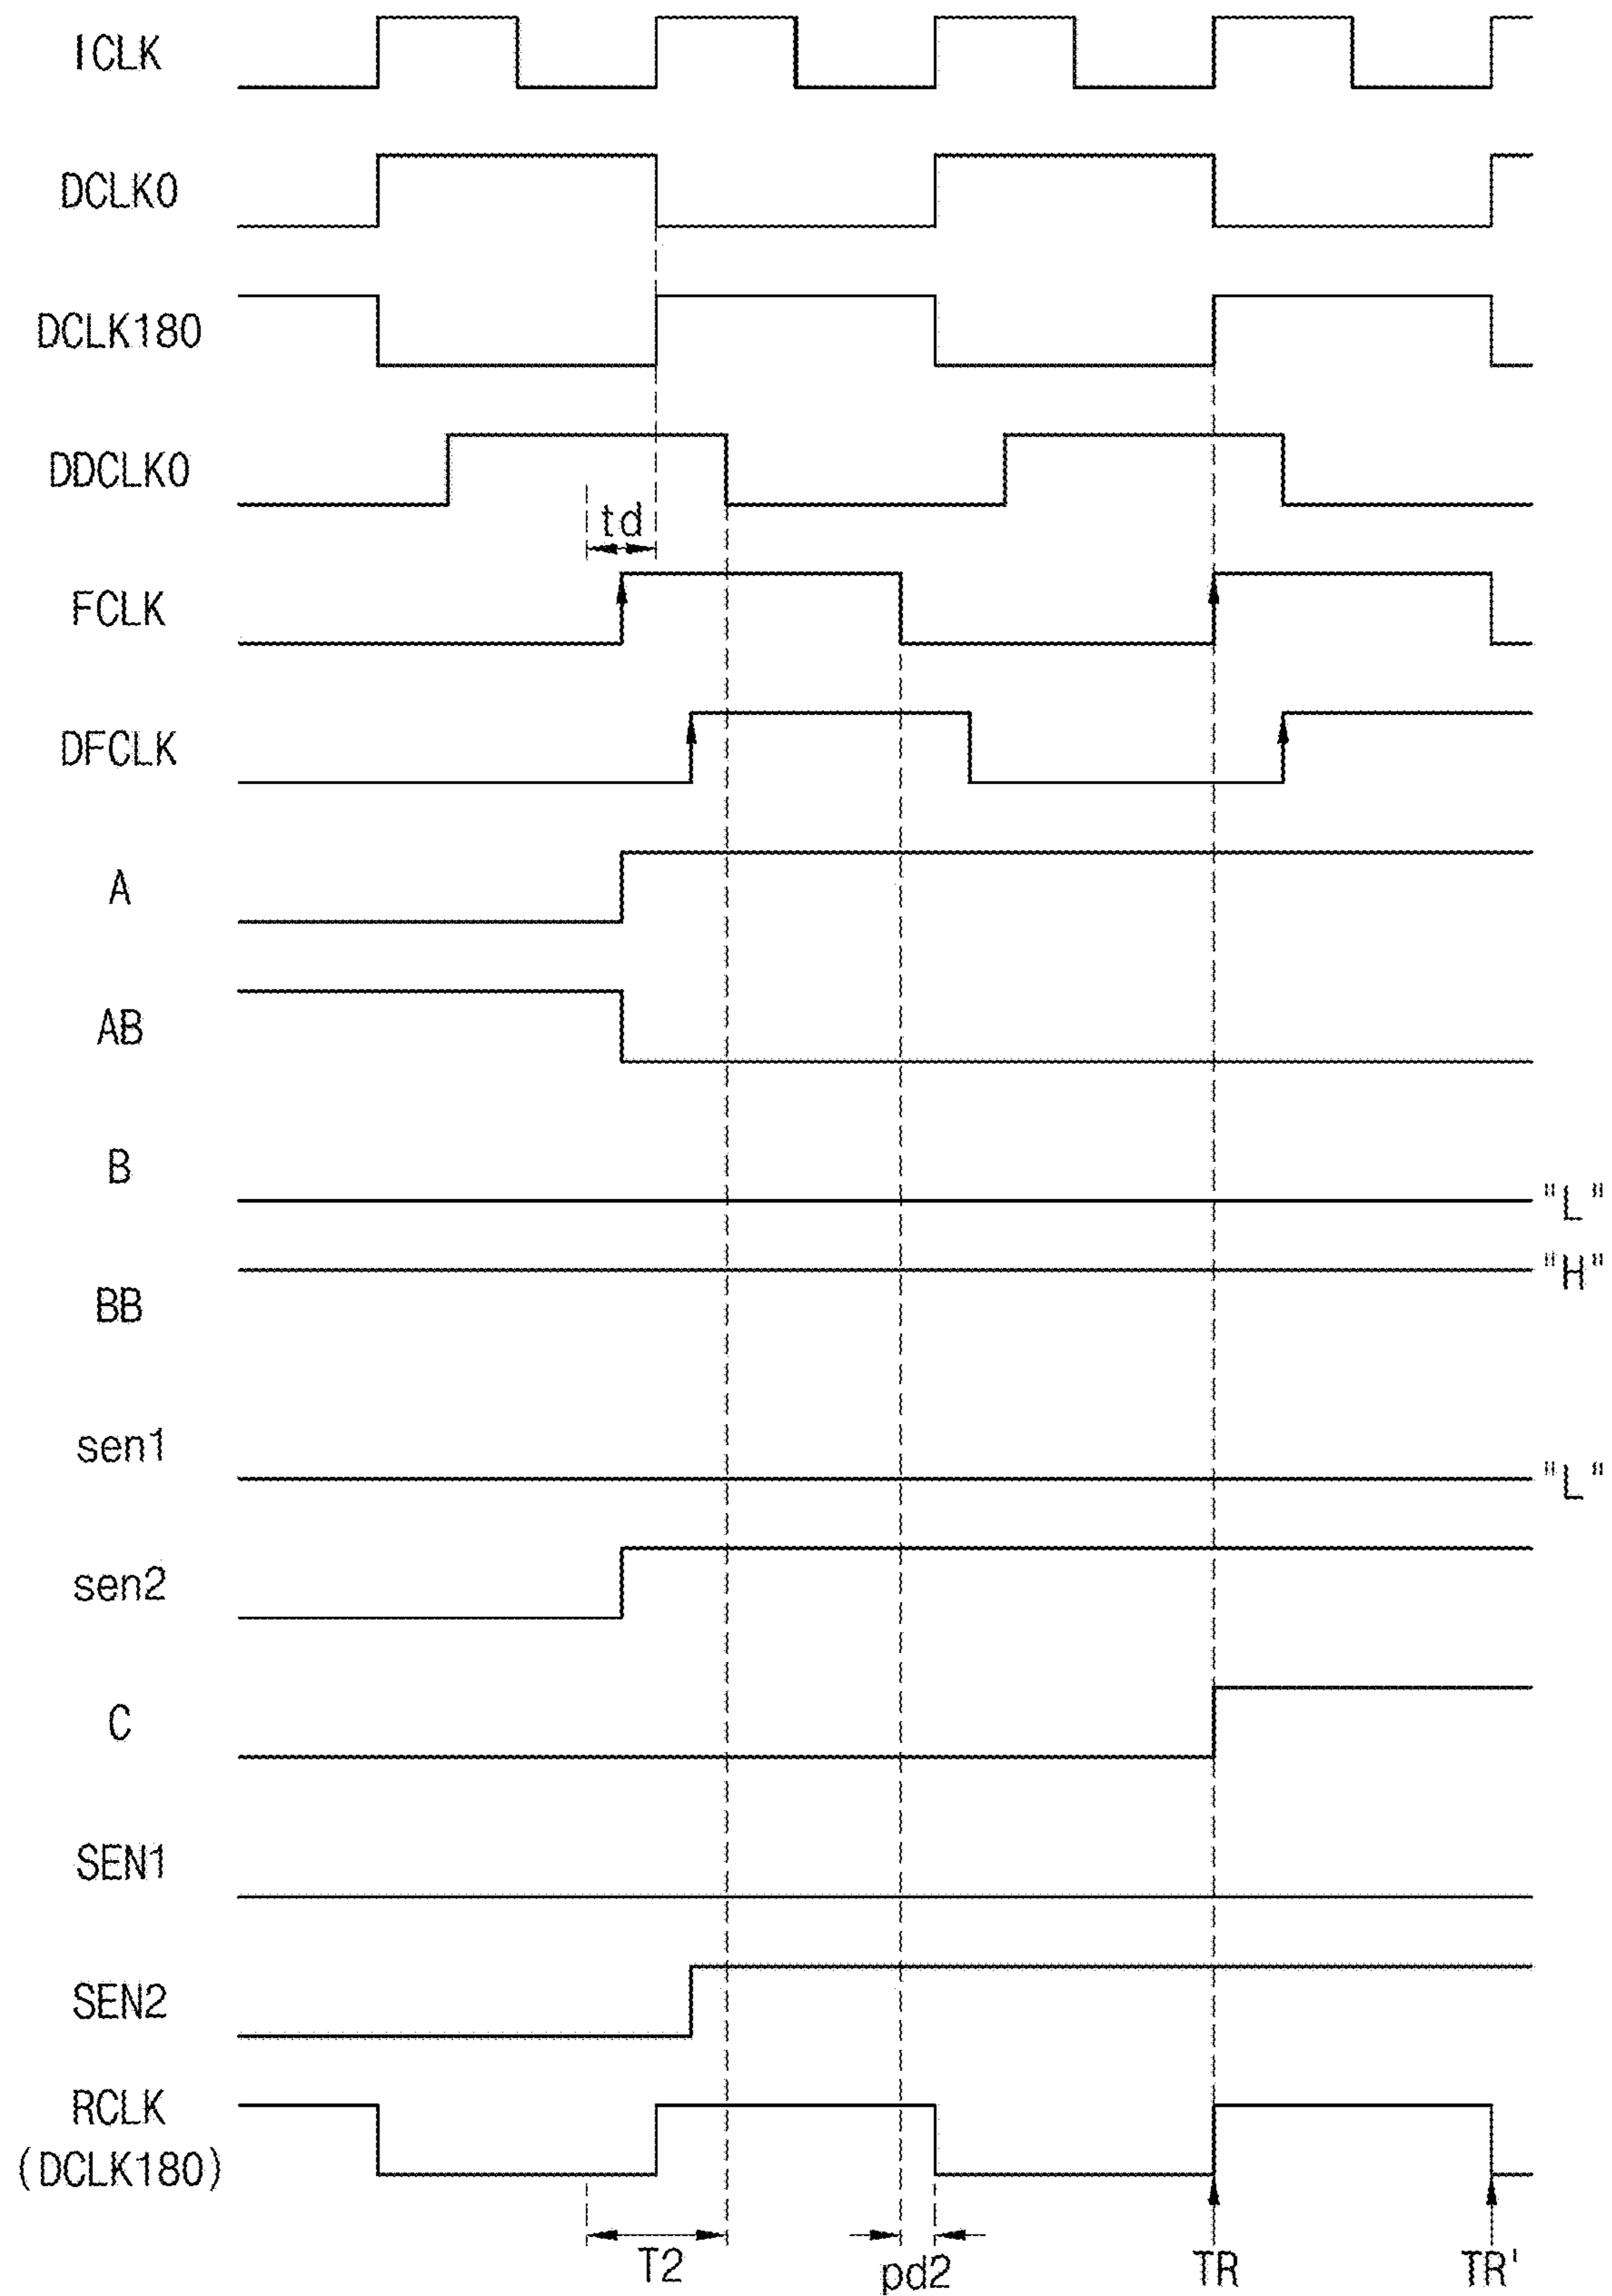 ICLK
DCLK0
DCLK180
DDCLK0
td
FCLK
DFCLK
A
AB
B
"L"
"H"
BB
sen1
"L"
sen2
C
SEN1
SEN2
RCLK
(DCLK180)
T2
pd2
TR
TR'